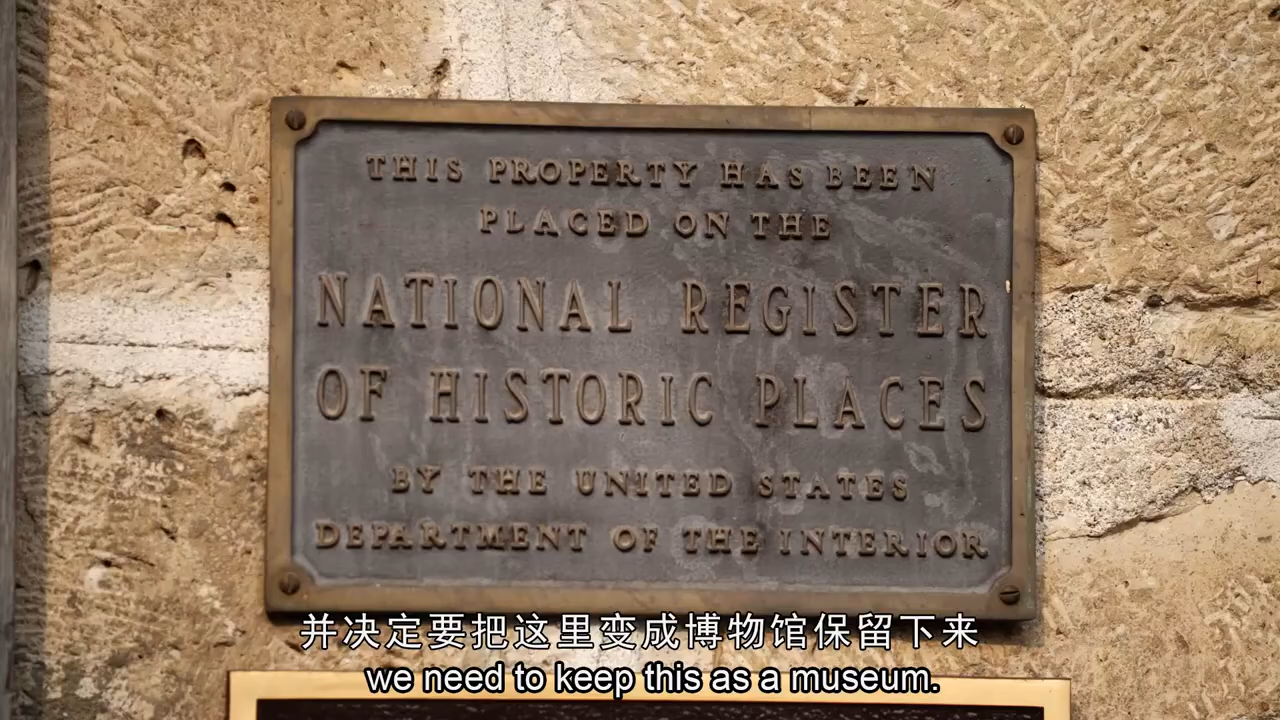 THIS PROPERTY HAS BEEN
PLACED ON THE
NATIONAL REGISTER
OF HISTORIC PLACES
BY THE UNITED STATES
DEPARTMENT OF THE INTERIOR
并决定要把这里变成博物馆保留下来
we need to keep this as a museum.